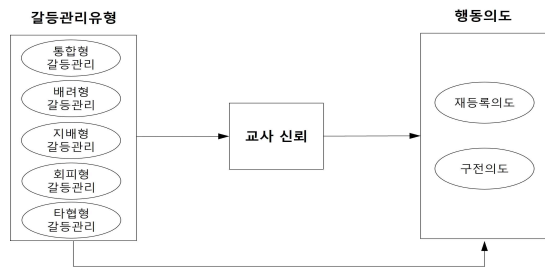 갈등관리유형
통합형
갈등관리
배려형
갈등관리
지배형
갈등관리
회피형
갈등관리
타협형
갈등관리
교사 신뢰
행동의도
재등록의도
구전의도